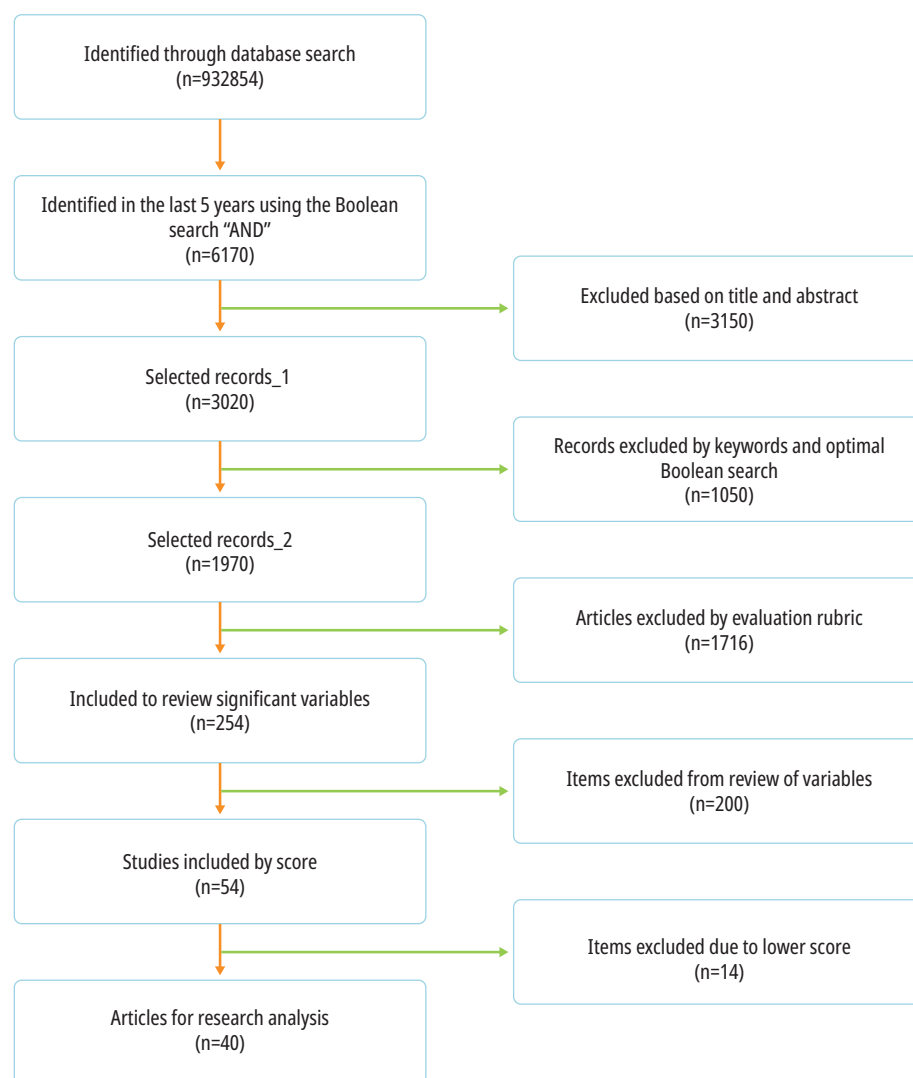 Identified through database search
(n=932854)
Identified in the last 5 years using the Boolean
search “AND”
(n=6170)
Excluded based on title and abstract
(n=3150)
Selected records_1
(n=3020)
Records excluded by keywords and optimal
Boolean search
(n=1050)
Selected records_2
(n=1970)
Articles excluded by evaluation rubric
(n=1716)
Included to review significant variables
(n=254)
Items excluded from review of variables
(n=200)
Studies included by score
(n=54)
Items excluded due to lower score
(n=14)
Articles for research analysis
(n=40)